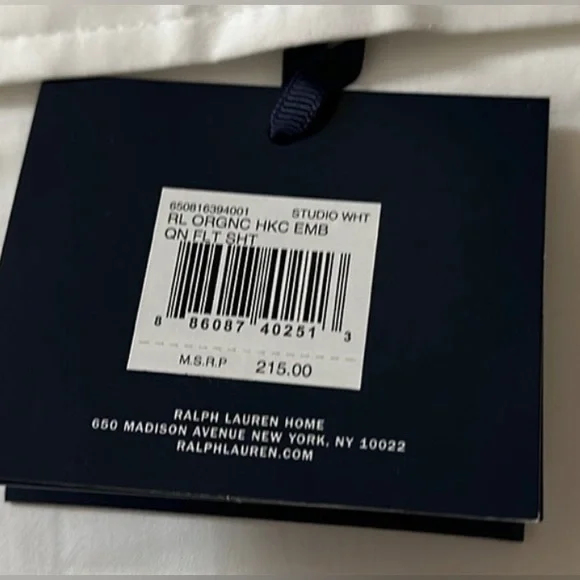 650816394001 STUDIO WHT
RL ORGNC HKC EMB
QN FLT SHT
8 86087 40251 3
M.S.R.P 215.00
RALPH LAUREN HOME
650 MADISON AVENUE NEW YORK, NY 10022
RALPHLAUREN.COM